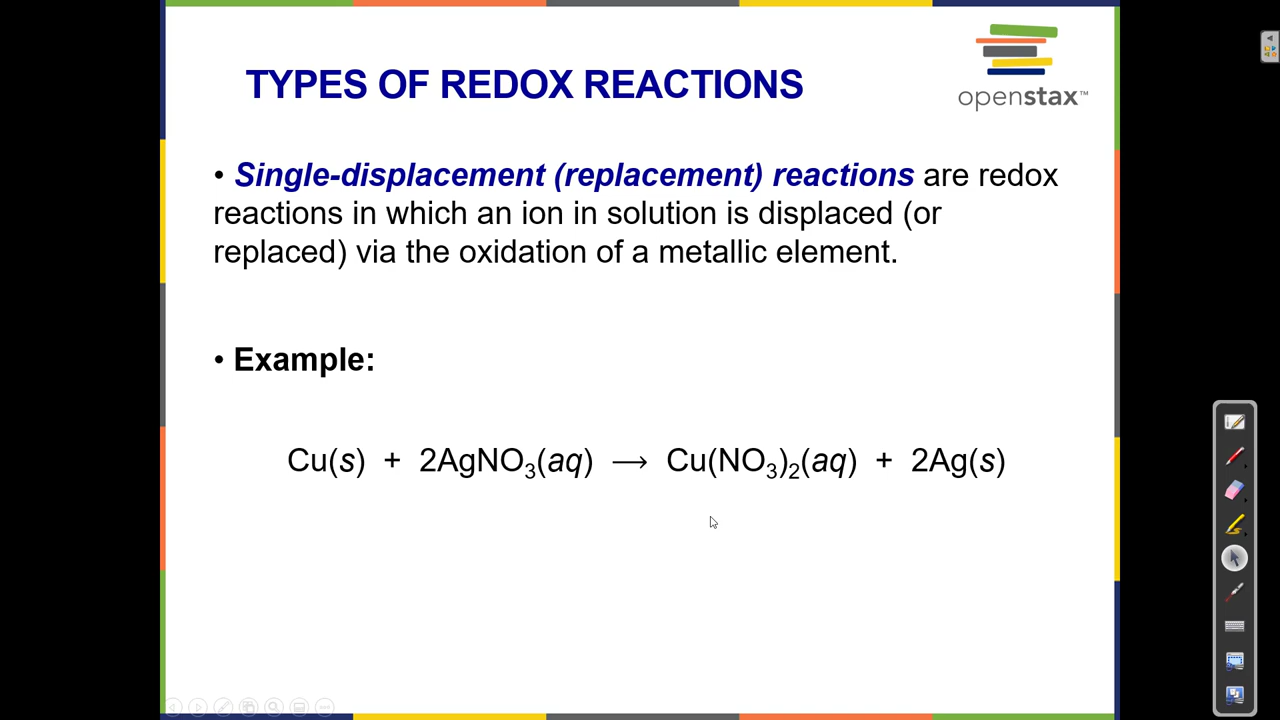 openstax™
TYPES OF REDOX REACTIONS
• Single-displacement (replacement) reactions are redox
reactions in which an ion in solution is displaced (or
replaced) via the oxidation of a metallic element.
• Example:
Cu(s) + 2AgNO₃(aq) ⟶ Cu(NO₃)₂(aq) + 2Ag(s)